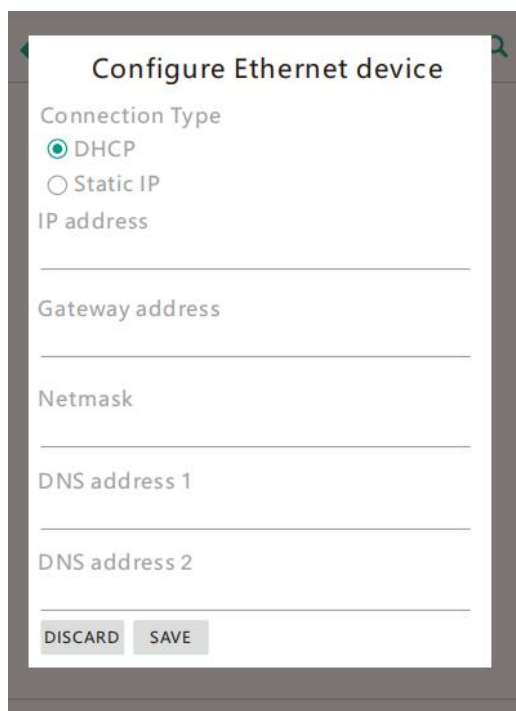 Configure Ethernet device
Connection Type
DHCP
Static IP
IP address
Gateway address
Netmask
DNS address 1
DNS address 2
DISCARD SAVE